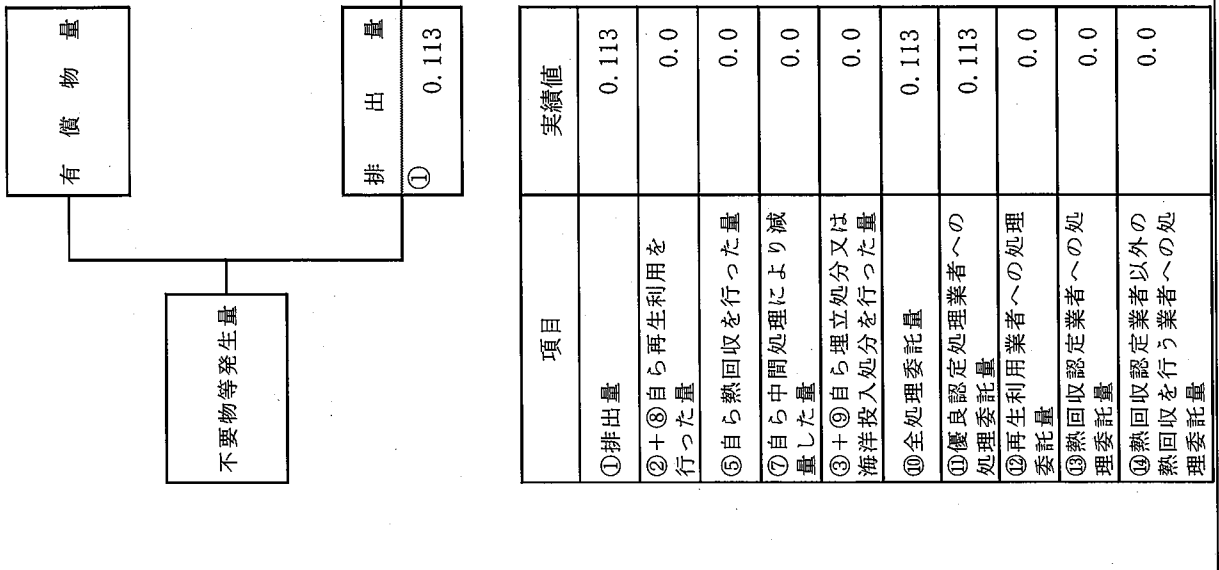 有償物量
不要物等発生量
排出量
① 0.113
項目 実績値
①排出量 0.113
②+⑧自ら再生利用を
行った量 0.0
⑤自ら熱回収を行った量 0.0
⑦自ら中間処理により減
量した量 0.0
③+⑨自ら埋立処分又は
海洋投入処分を行った量 0.0
⑩全処理委託量 0.113
⑪優良認定処理業者への
処理委託量 0.113
⑫再生利用業者への処理
委託量 0.0
⑬熱回収認定業者への処
理委託量 0.0
⑭熱回収認定業者以外の
熱回収を行う業者への処
理委託量 0.0